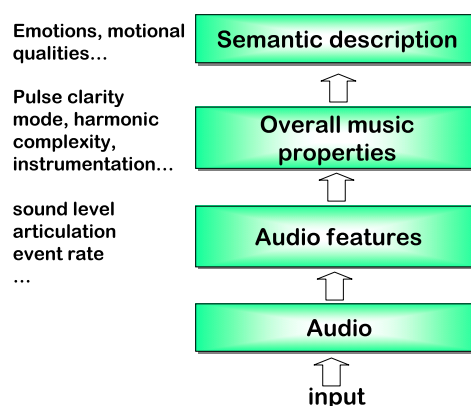 Emotions, motional
qualities…
Semantic description
Pulse clarity
mode, harmonic
complexity,
instrumentation…
Overall music
properties
sound level
articulation
event rate
…
Audio features
Audio
input